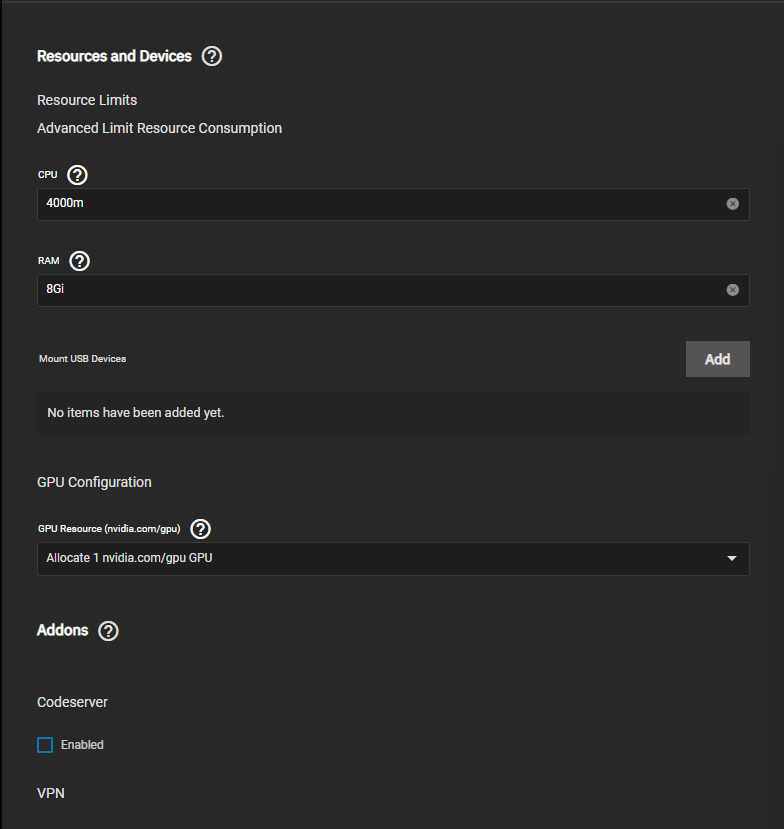 Resources and Devices
Resource Limits
Advanced Limit Resource Consumption
CPU
4000m
RAM
8Gi
Mount USB Devices
Add
No items have been added yet.
GPU Configuration
GPU Resource (nvidia.com/gpu)
Allocate 1 nvidia.com/gpu GPU
Addons
Codeserver
Enabled
VPN